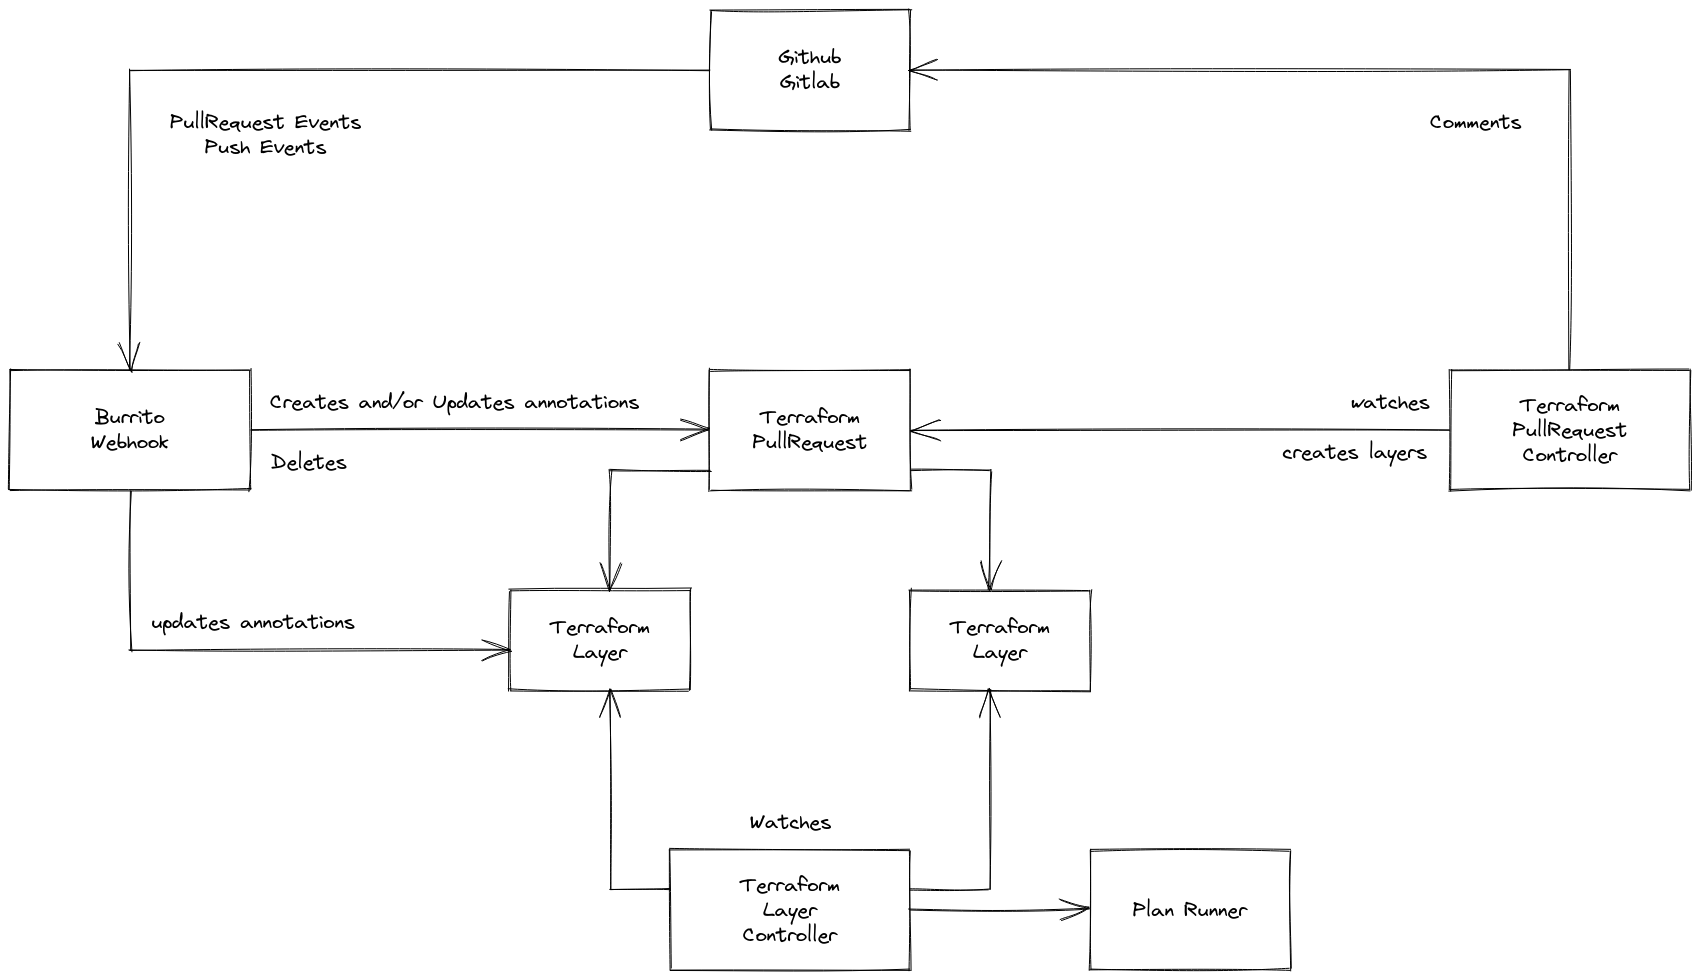 Github
Gitlab
PullRequest Events
Push Events
Comments
Burrito
Webhook
Creates and/or Updates annotations
Deletes
Terraform
PullRequest
watches
creates layers
Terraform
PullRequest
Controller
updates annotations
Terraform
Layer
Terraform
Layer
Watches
Terraform
Layer
Controller
Plan Runner